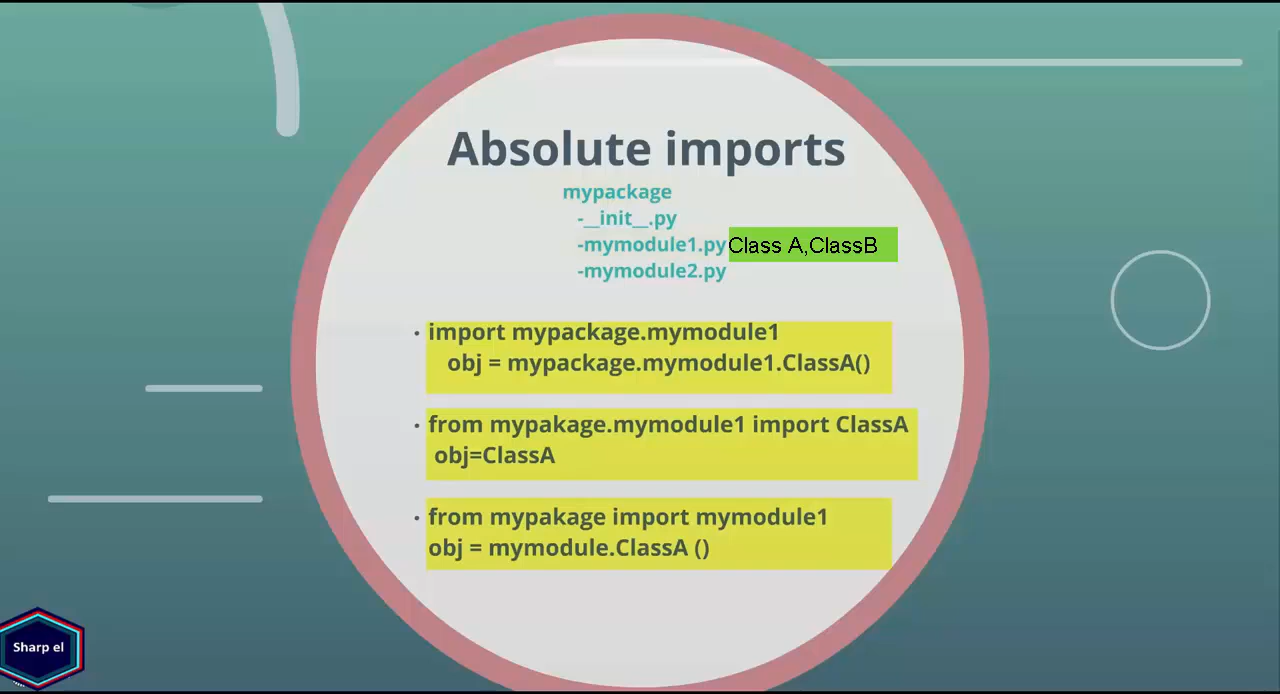 Absolute imports
mypackage
-__init__.py
-mymodule1.py Class A,ClassB
-mymodule2.py
• import mypackage.mymodule1
obj = mypackage.mymodule1.ClassA()
• from mypakage.mymodule1 import ClassA
obj=ClassA
• from mypakage import mymodule1
obj = mymodule.ClassA ()
Sharp el